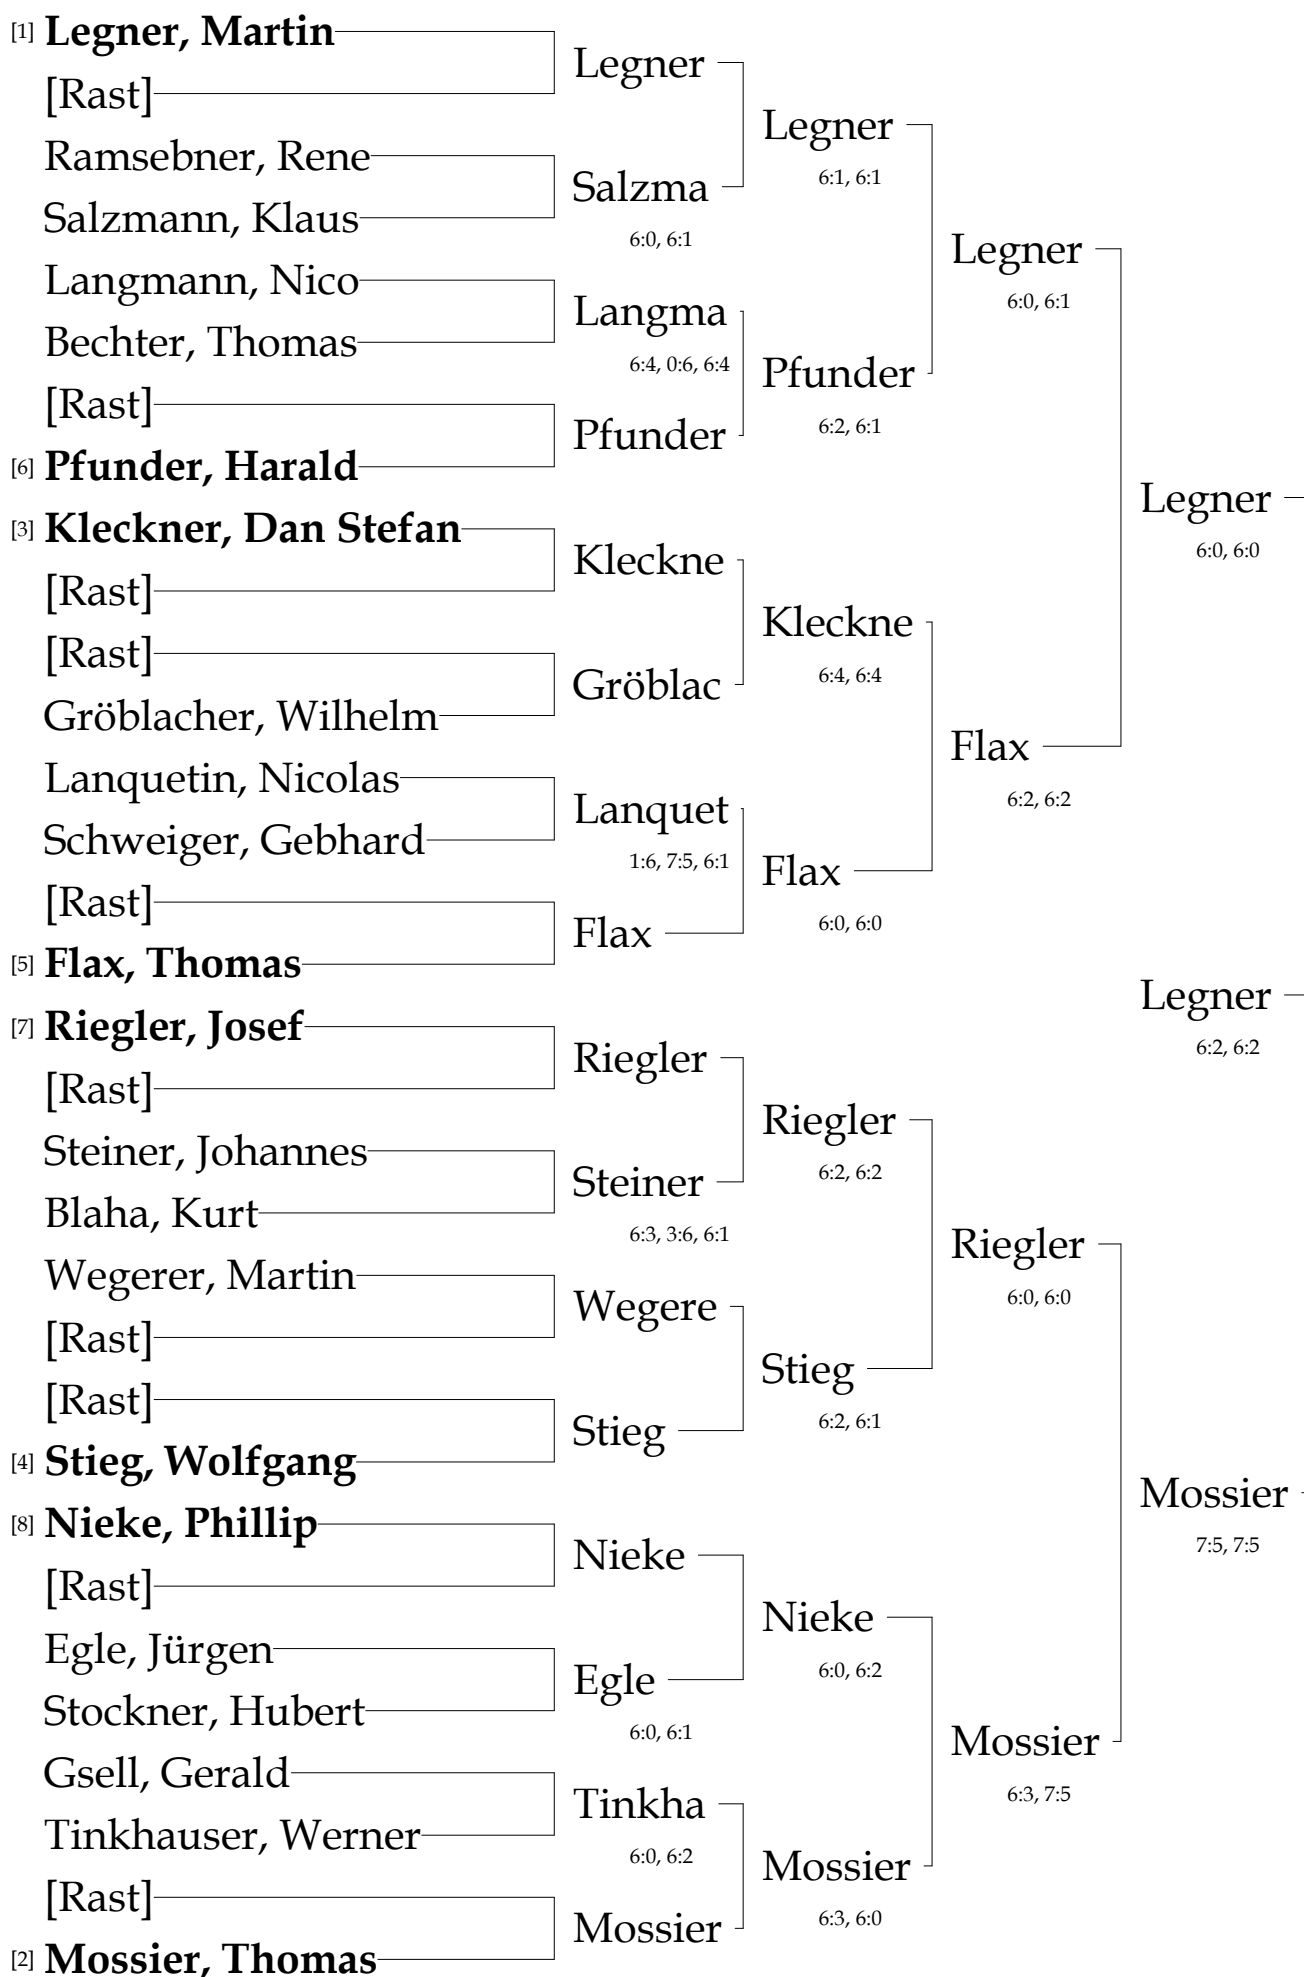 [1] Legner, Martin
[Rast]
Ramsebner, Rene
Salzmann, Klaus
Langmann, Nico
Bechter, Thomas
[Rast]
[6] Pfunder, Harald
[3] Kleckner, Dan Stefan
[Rast]
[Rast]
Gröblacher, Wilhelm
Lanquetin, Nicolas
Schweiger, Gebhard
[Rast]
[5] Flax, Thomas
[7] Riegler, Josef
[Rast]
Steiner, Johannes
Blaha, Kurt
Wegerer, Martin
[Rast]
[Rast]
[4] Stieg, Wolfgang
[8] Nieke, Phillip
[Rast]
Egle, Jürgen
Stockner, Hubert
Gsell, Gerald
Tinkhauser, Werner
[Rast]
[2] Mossier, Thomas
Legner
Salzma
6:0, 6:1
Langma
6:4, 0:6, 6:4
Pfunder
Kleckne
Gröblac
Lanquet
1:6, 7:5, 6:1
Flax
Riegler
Steiner
6:3, 3:6, 6:1
Wegere
Stieg
Nieke
Egle
6:0, 6:1
Tinkha
6:0, 6:2
Mossier
Legner
6:1, 6:1
Pfunder
6:2, 6:1
Kleckne
6:4, 6:4
Flax
6:0, 6:0
Riegler
6:2, 6:2
Stieg
6:2, 6:1
Nieke
6:0, 6:2
Mossier
6:3, 6:0
Legner
6:0, 6:1
Flax
6:2, 6:2
Riegler
6:0, 6:0
Mossier
6:3, 7:5
Legner
6:0, 6:0
Legner
6:2, 6:2
Mossier
7:5, 7:5